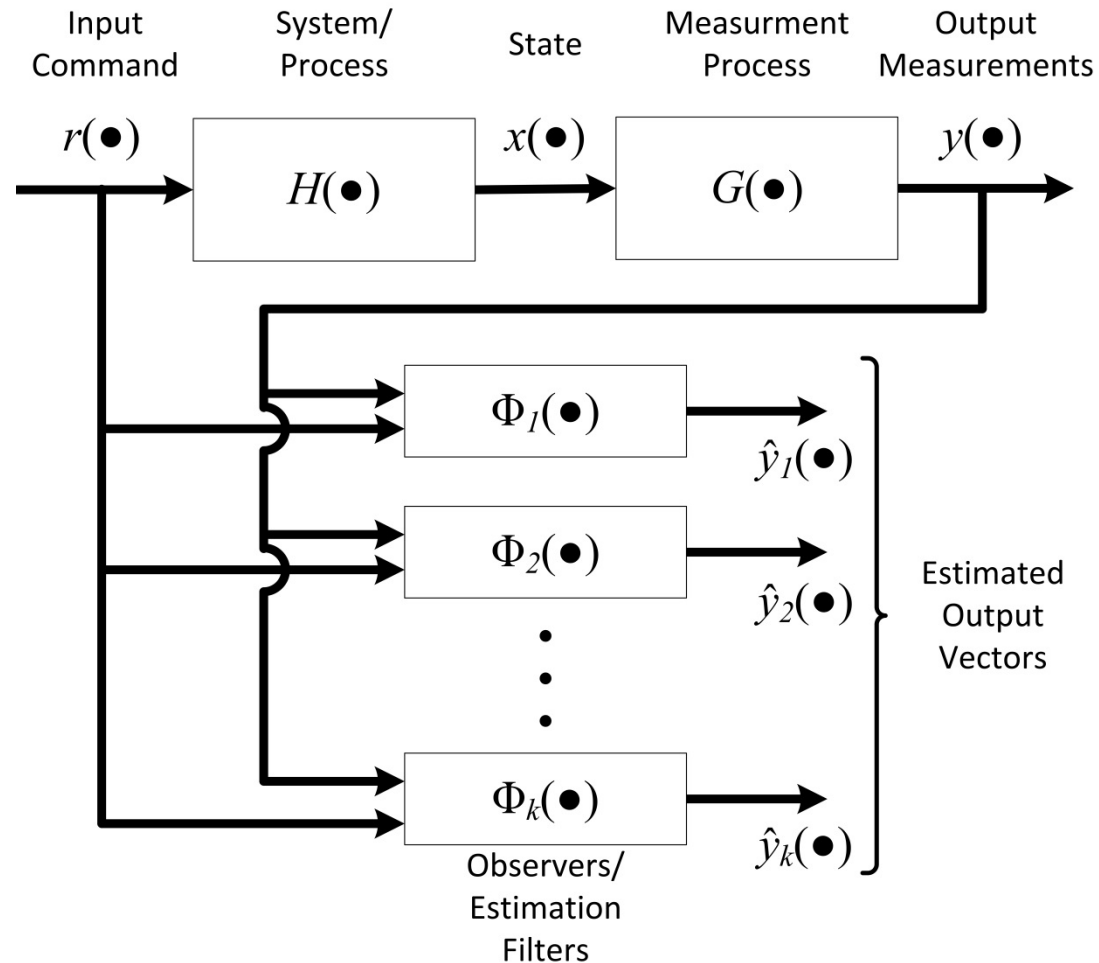 Input
Command
System/
Process
State
Measurment
Process
Output
Measurements
r(●)
H(●)
x(●)
G(●)
y(●)
Φ1(●)
ŷ1(●)
Φ2(●)
ŷ2(●)
Φk(●)
ŷk(●)
Estimated
Output
Vectors
Observers/
Estimation
Filters